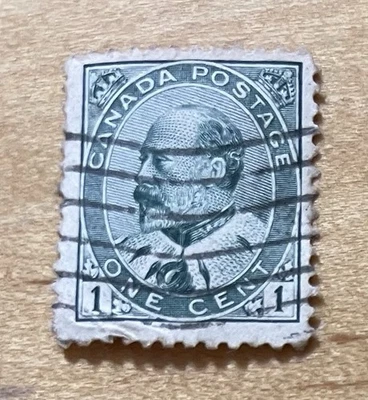 CANADA POSTAGE
ONE CENT
1 1